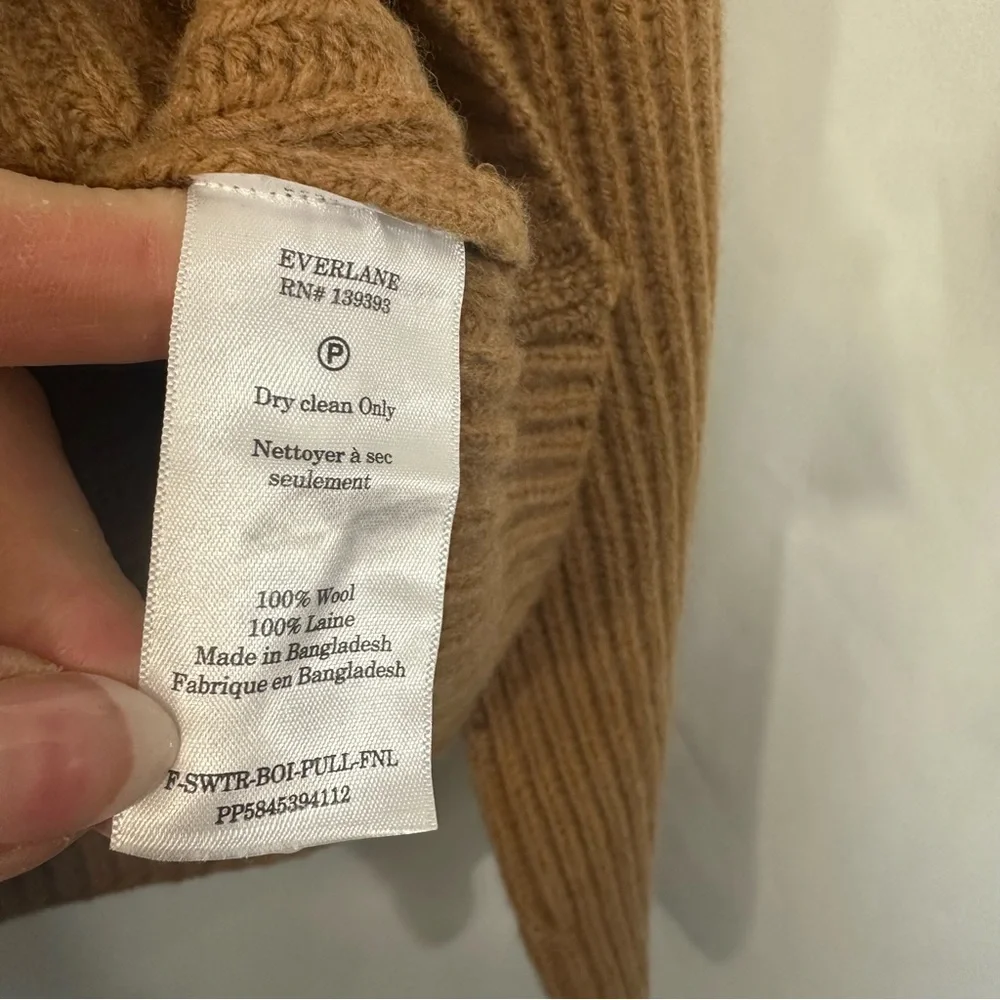 EVERLANE
RN# 139393
P
Dry clean Only
Nettoyer à sec
seulement
100% Wool
100% Laine
Made in Bangladesh
Fabrique en Bangladesh
F-SWTR-BOI-PULL-FNL
PP5845394112